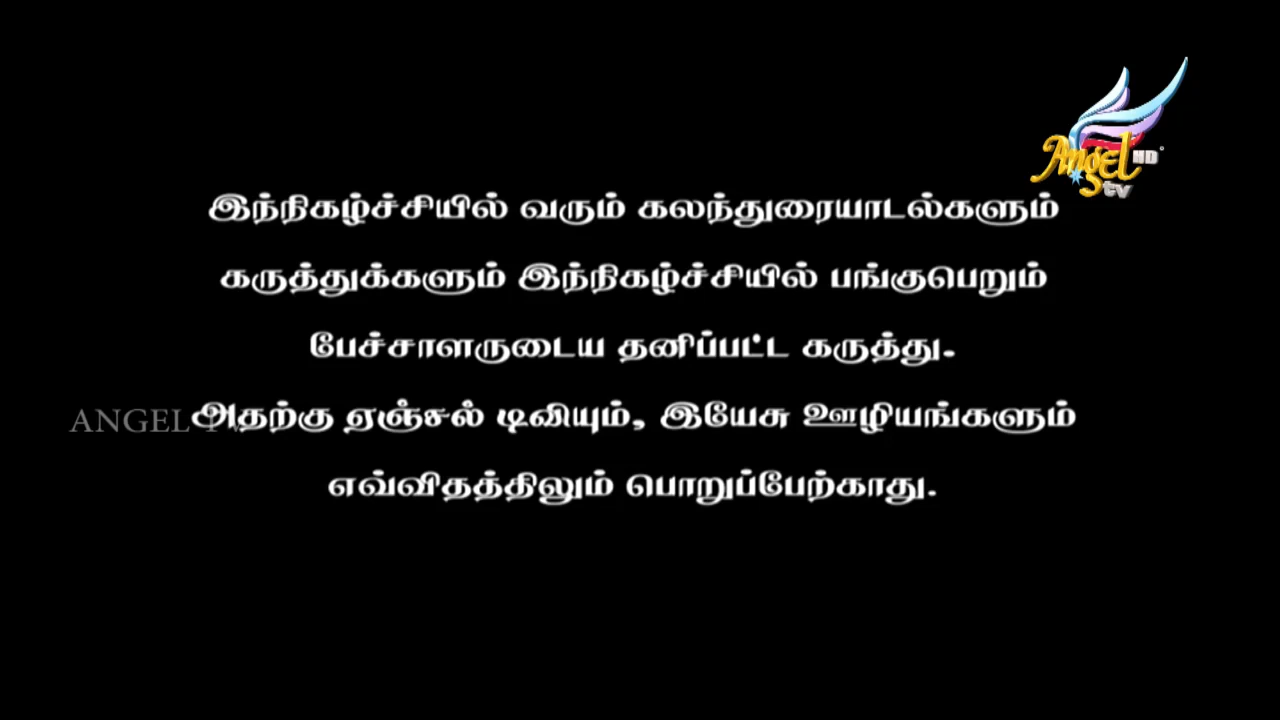 Angel HD
tv
இந்நிகழ்ச்சியில் வரும் கலந்துரையாடல்களும்
கருத்துக்களும் இந்நிகழ்ச்சியில் பங்குபெறும்
பேச்சாளருடைய தனிப்பட்ட கருத்து.
ANGEL TV
அதற்கு ஏஞ்சல் டிவியும், இயேசு ஊழியங்களும்
எவ்விதத்திலும் பொறுப்பேற்காது.